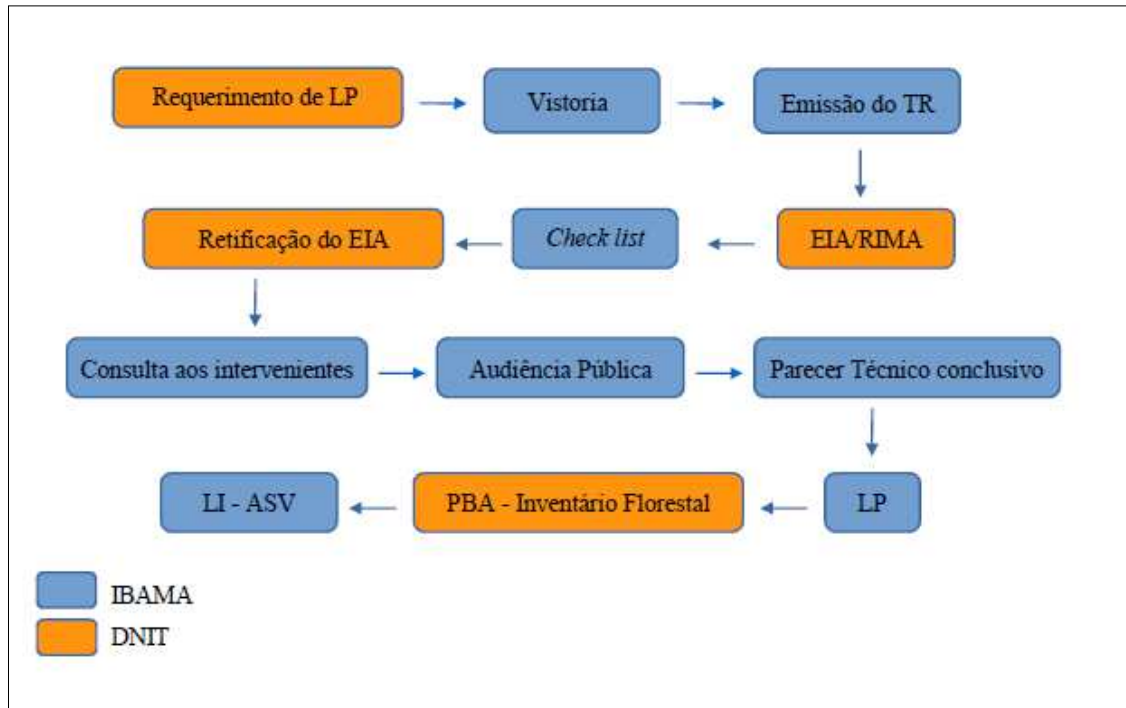 Requerimento de LP
Vistoria
Emissão do TR
Retificação do EIA
Check list
EIA/RIMA
Consulta aos intervenientes
Audiência Pública
Parecer Técnico conclusivo
LI - ASV
PBA - Inventário Florestal
LP
IBAMA
DNIT